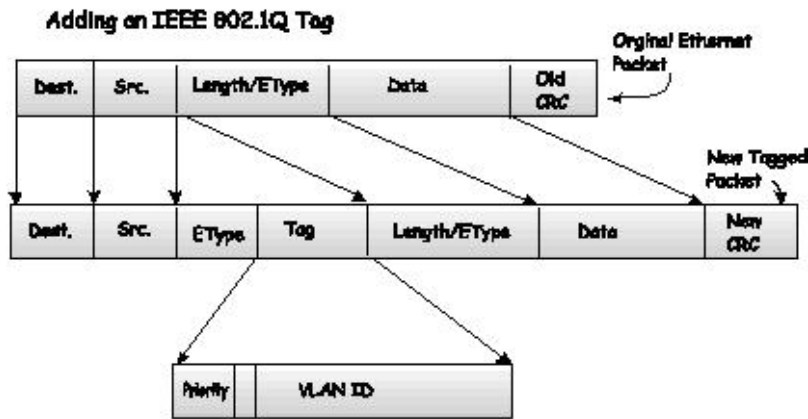 Adding an IEEE 802.1Q Tag
Orginal Ethernet
Packet
Dest. Src. Length/EType Data Old
CRC
New Tagged
Packet
Dest. Src. EType Tag Length/EType Data New
CRC
Priority VLAN ID